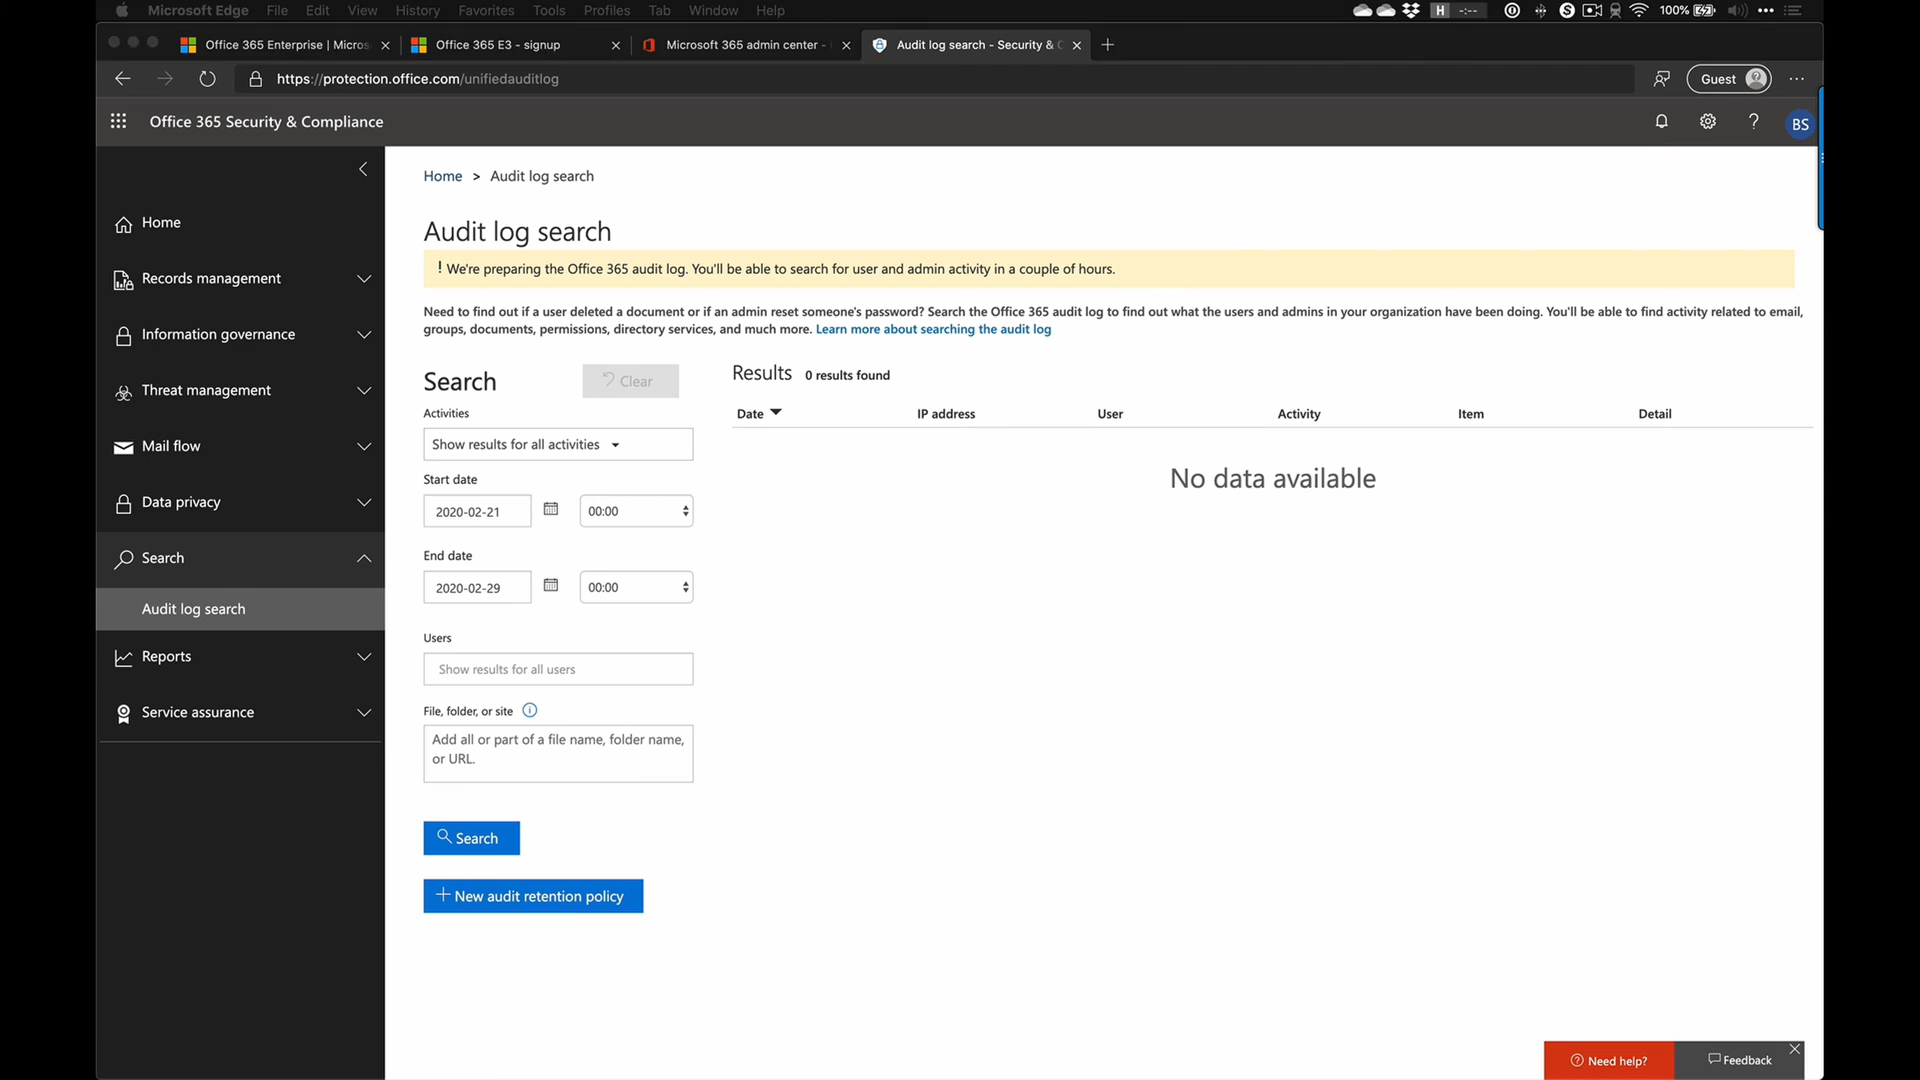 Microsoft Edge File Edit View History Favorites Tools Profiles Tab Window Help
H -:-- 100%
Office 365 Enterprise | Micros
Office 365 E3 - signup
Microsoft 365 admin center -
Audit log search - Security & C
https://protection.office.com/unifiedauditlog
Guest
Office 365 Security & Compliance
?
BS
Home
Records management
Information governance
Threat management
Mail flow
Data privacy
Search
Audit log search
Reports
Service assurance
Home > Audit log search
Audit log search
! We're preparing the Office 365 audit log. You'll be able to search for user and admin activity in a couple of hours.
Need to find out if a user deleted a document or if an admin reset someone's password? Search the Office 365 audit log to find out what the users and admins in your organization have been doing. You'll be able to find activity related to email,
groups, documents, permissions, directory services, and much more. Learn more about searching the audit log
Search
Clear
Activities
Show results for all activities
Start date
2020-02-21
00:00
End date
2020-02-29
00:00
Users
Show results for all users
File, folder, or site
Add all or part of a file name, folder name,
or URL.
Search
New audit retention policy
Results 0 results found
Date IP address User Activity Item Detail
No data available
Need help?
Feedback